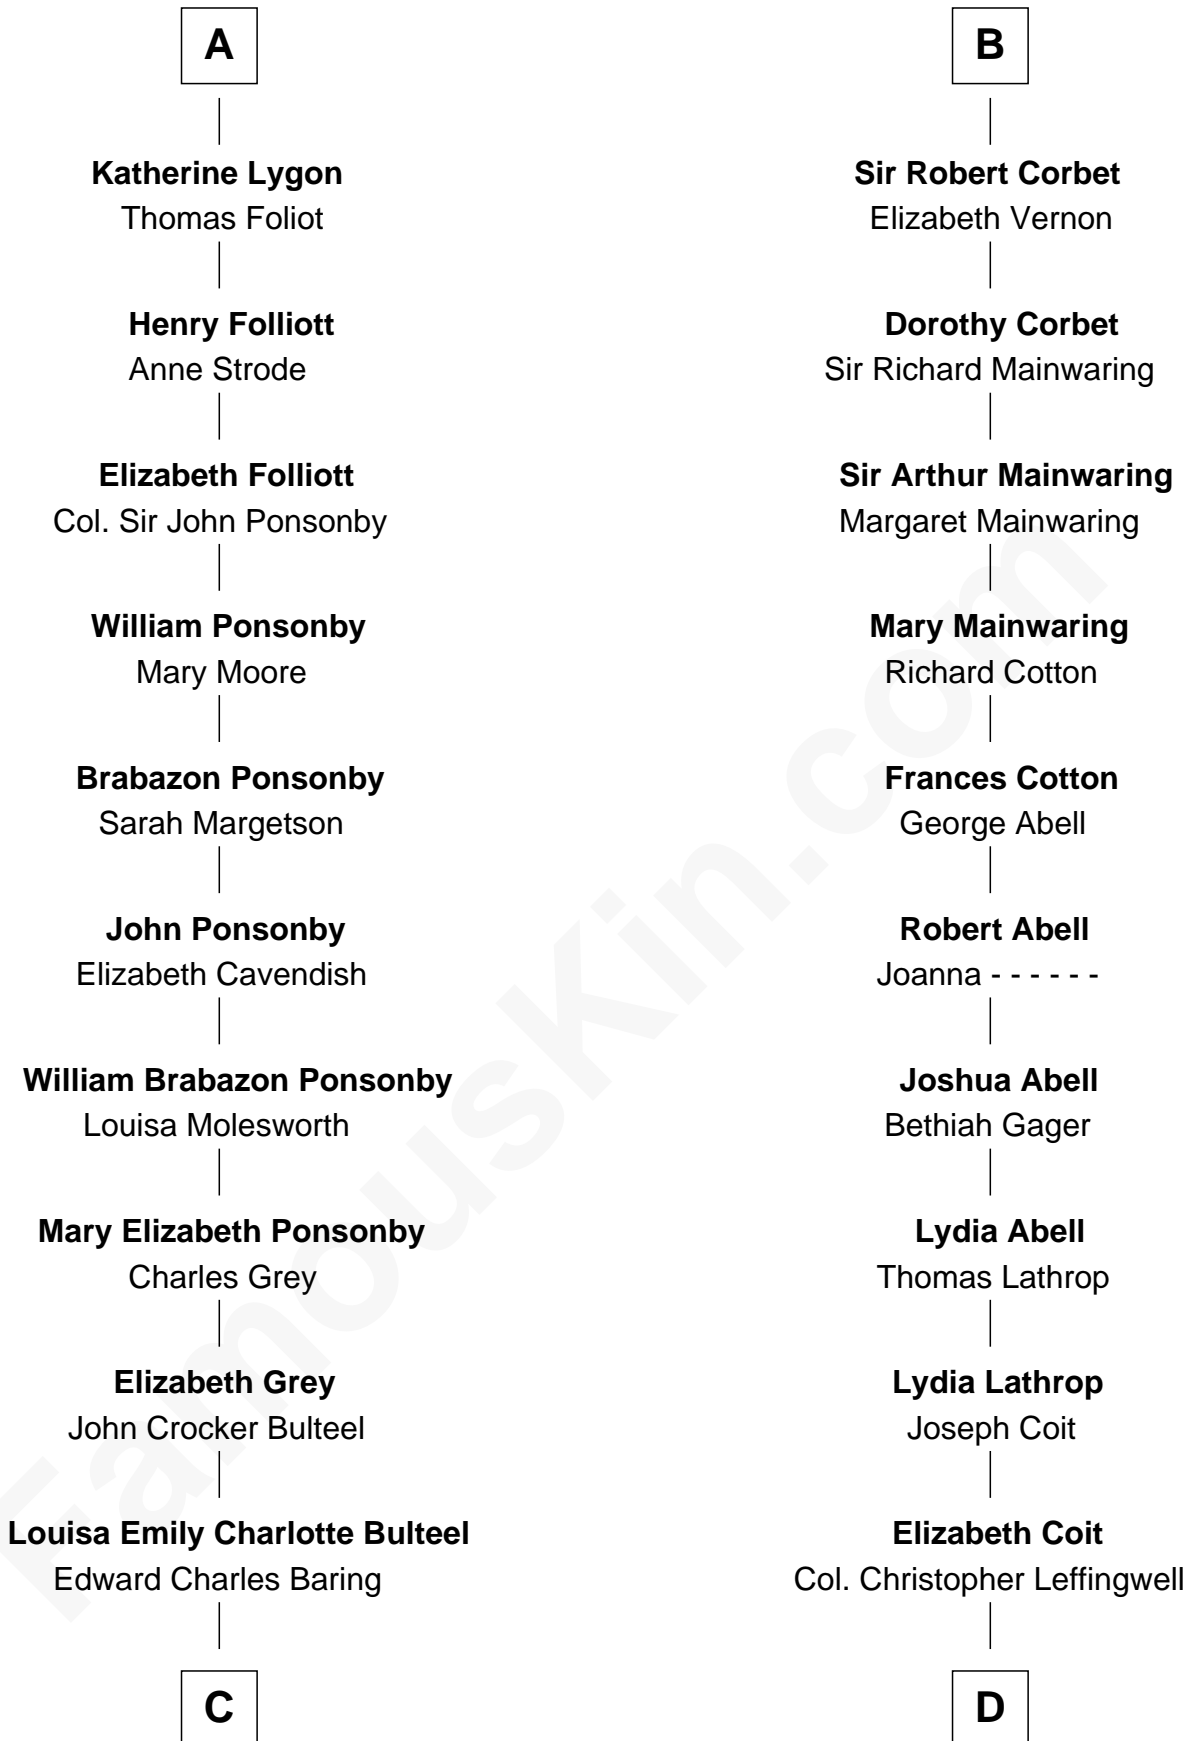 A
Katherine Lygon
Thomas Foliot
Henry Folliott
Anne Strode
Elizabeth Folliott
Col. Sir John Ponsonby
William Ponsonby
Mary Moore
Brabazon Ponsonby
Sarah Margetson
John Ponsonby
Elizabeth Cavendish
William Brabazon Ponsonby
Louisa Molesworth
Mary Elizabeth Ponsonby
Charles Grey
Elizabeth Grey
John Crocker Bulteel
Louisa Emily Charlotte Bulteel
Edward Charles Baring
C
B
Sir Robert Corbet
Elizabeth Vernon
Dorothy Corbet
Sir Richard Mainwaring
Sir Arthur Mainwaring
Margaret Mainwaring
Mary Mainwaring
Richard Cotton
Frances Cotton
George Abell
Robert Abell
Joanna - - - - - -
Joshua Abell
Bethiah Gager
Lydia Abell
Thomas Lathrop
Lydia Lathrop
Joseph Coit
Elizabeth Coit
Col. Christopher Leffingwell
D
FamousKin.com